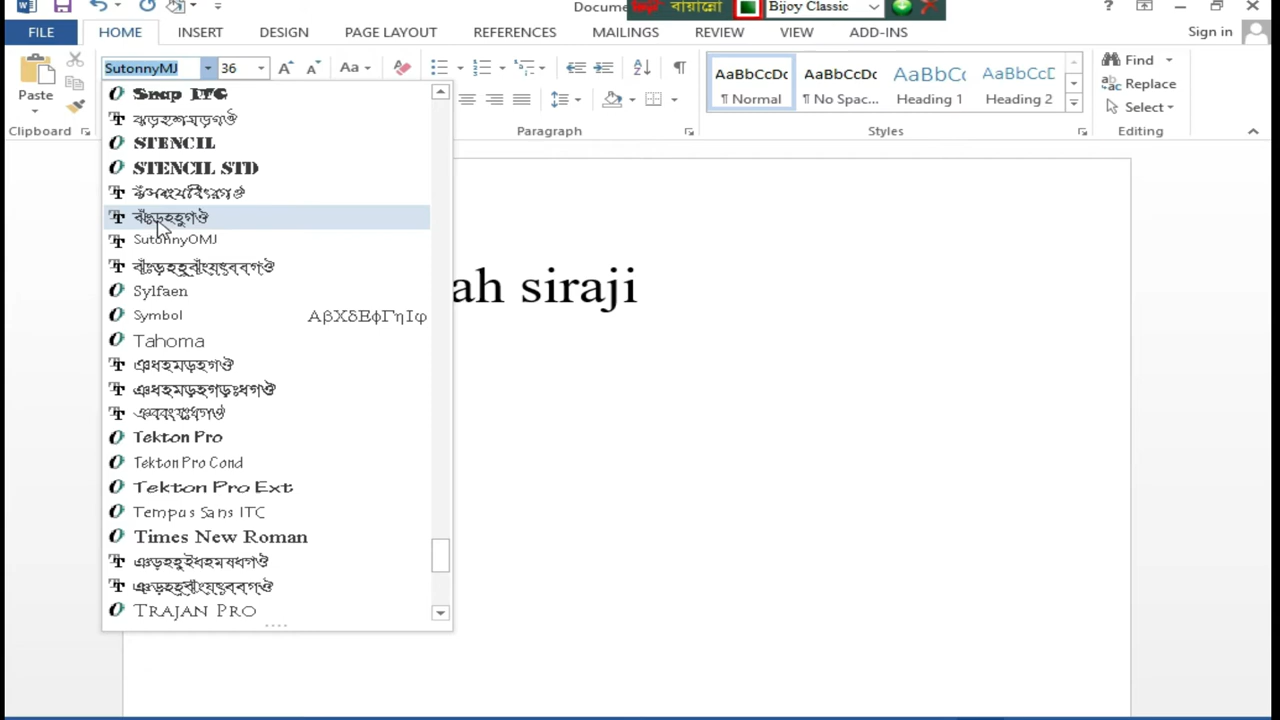 Docume
বায়ান্নো
Bijoy Classic
?
FILE
HOME
INSERT
DESIGN
PAGE LAYOUT
REFERENCES
MAILINGS
REVIEW
VIEW
ADD-INS
Sign in
Paste
SutonnyMJ
36
Aa
AaBbCcDc
¶ Normal
AaBbCcDc
¶ No Spac...
AaBbCc
Heading 1
AaBbCcD
Heading 2
Find
Replace
Select
Clipboard
Paragraph
Styles
Editing
Snap ITC
STENCIL
STENCIL STD
SutonnyOMJ
Sylfaen
Symbol ΑβΧδΕφΓηΙφ
Tahoma
Tekton Pro
Tekton Pro Cond
Tekton Pro Ext
Tempus Sans ITC
Times New Roman
TRAJAN PRO
ah siraji